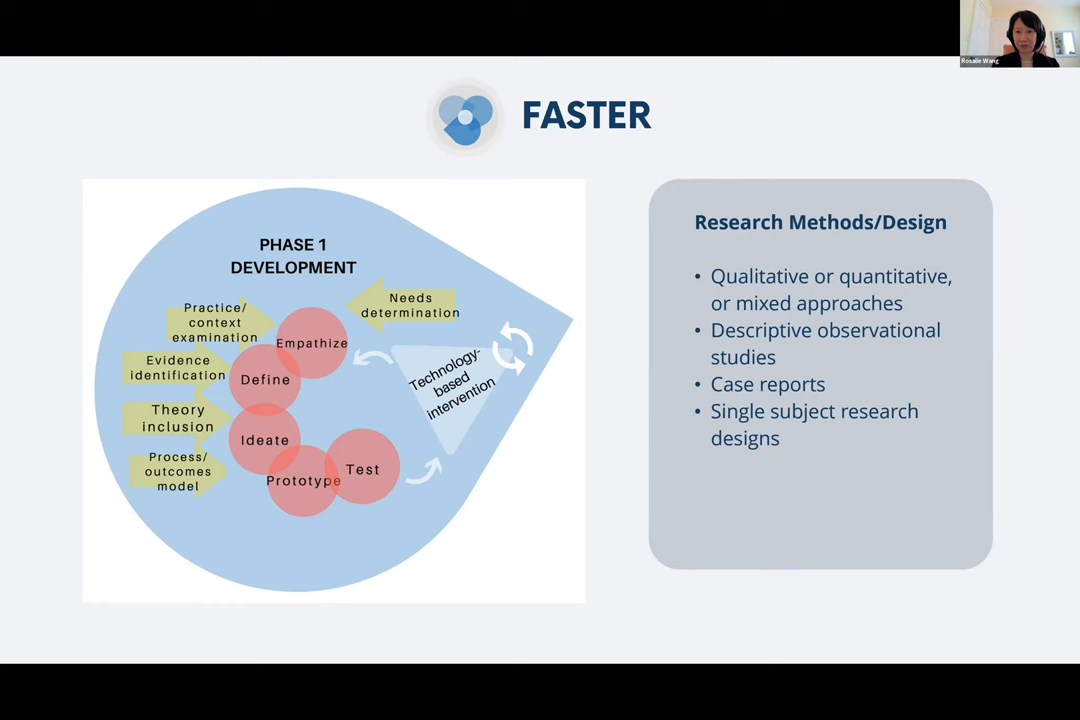 Rosalie Wang
FASTER
PHASE 1
DEVELOPMENT
Needs
determination
Practice/
context
examination
Empathize
Evidence
identification
Define
Technology-
based
intervention
Theory
inclusion
Ideate
Process/
outcomes
model
Prototype
Test
Research Methods/Design
• Qualitative or quantitative,
or mixed approaches
• Descriptive observational
studies
• Case reports
• Single subject research
designs